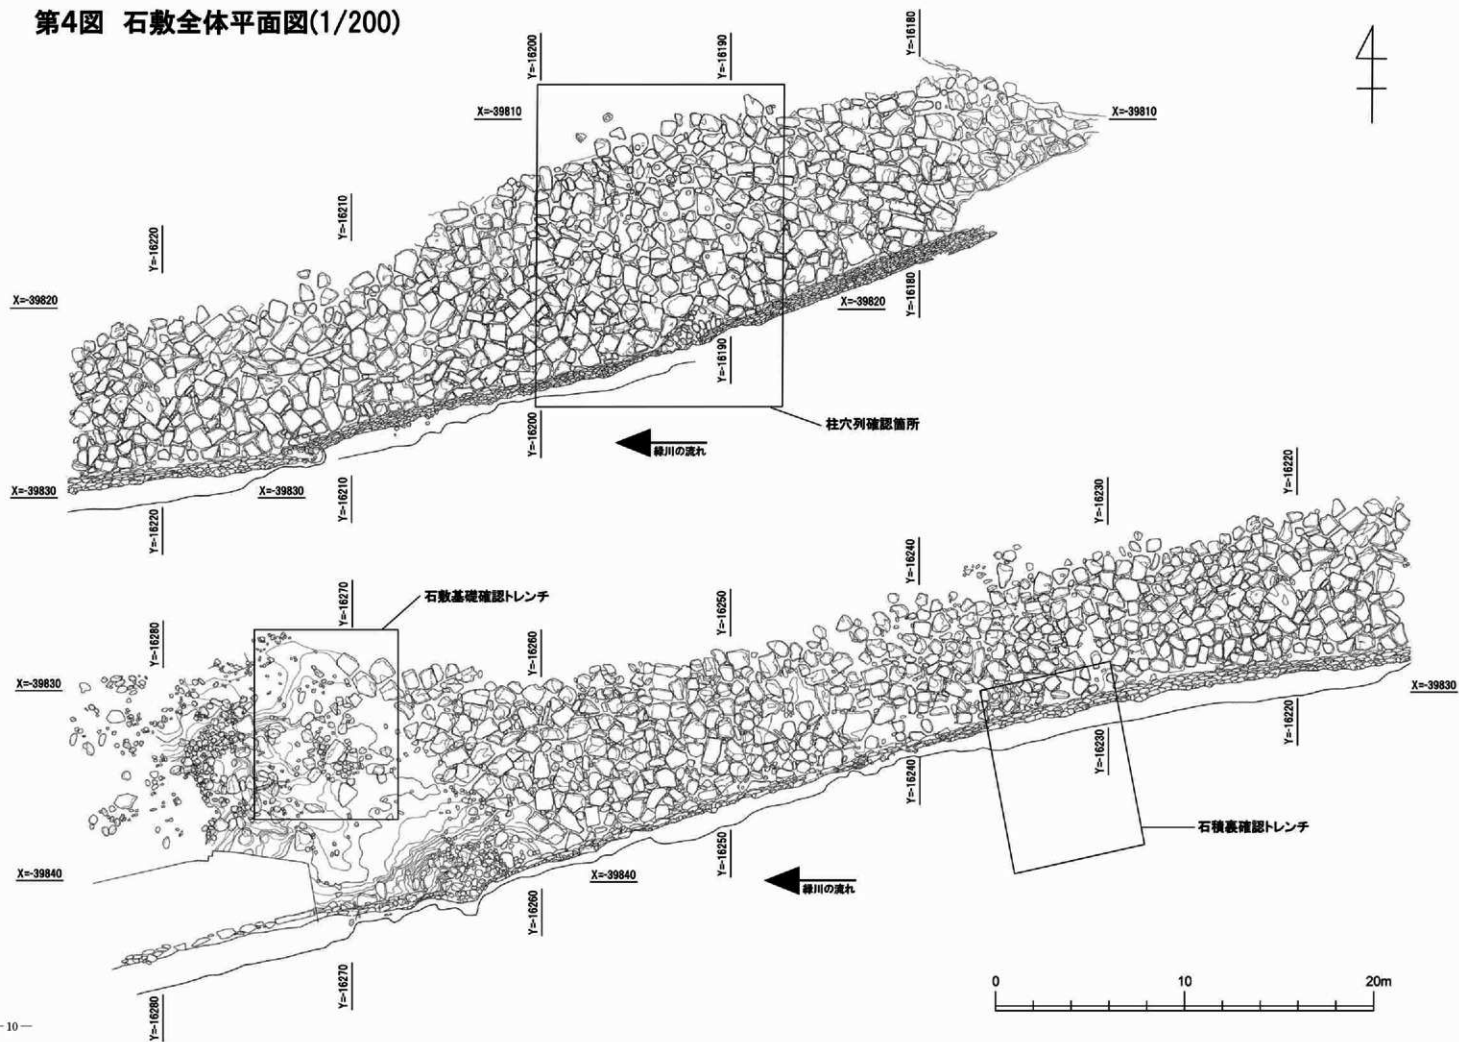 第4図 石敷全体平面図(1/200)
Y=-16180
Y=-16200
Y=-16190
X=-39810
X=-39810
Y=-16210
Y=-16220
X=-39820
X=-39820
Y=-16180
Y=-16190
Y=-16200
柱穴列確認箇所
緑川の流れ
X=-39830
X=-39830
Y=-16210
Y=-16220
Y=-16220
Y=-16230
Y=-16240
Y=-16250
Y=-16260
Y=-16270
石敷基礎確認トレンチ
Y=-16280
X=-39830
X=-39830
Y=-16220
Y=-16230
Y=-16240
石積裏確認トレンチ
Y=-16250
X=-39840
X=-39840
緑川の流れ
Y=-16260
Y=-16270
Y=-16280
0 10 20m
-10-